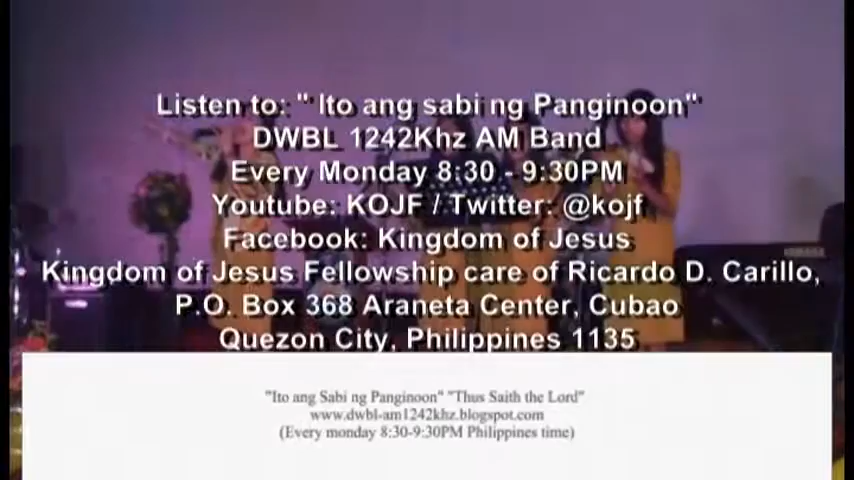 Listen to: " Ito ang sabi ng Panginoon"
DWBL 1242Khz AM Band
Every Monday 8:30 - 9:30PM
Youtube: KOJF / Twitter: @kojf
Facebook: Kingdom of Jesus
Kingdom of Jesus Fellowship care of Ricardo D. Carillo,
P.O. Box 368 Araneta Center, Cubao
Quezon City, Philippines 1135
"Ito ang Sabi ng Panginoon" "Thus Saith the Lord"
www.dwbl-am1242khz.blogspot.com
(Every monday 8:30-9:30PM Philippines time)